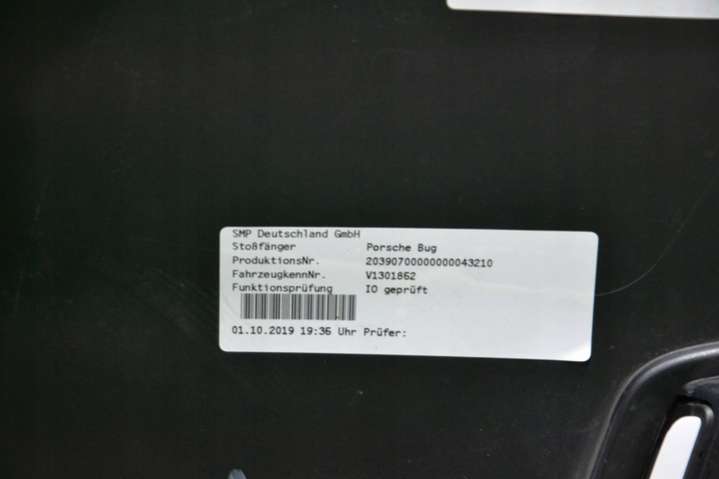 SMP Deutschland GmbH
Stoßfänger Porsche Bug
ProduktionsNr. 20390700000000043210
FahrzeugkennNr. V1301862
Funktionsprüfung IO geprüft
01.10.2019 19:36 Uhr Prüfer: